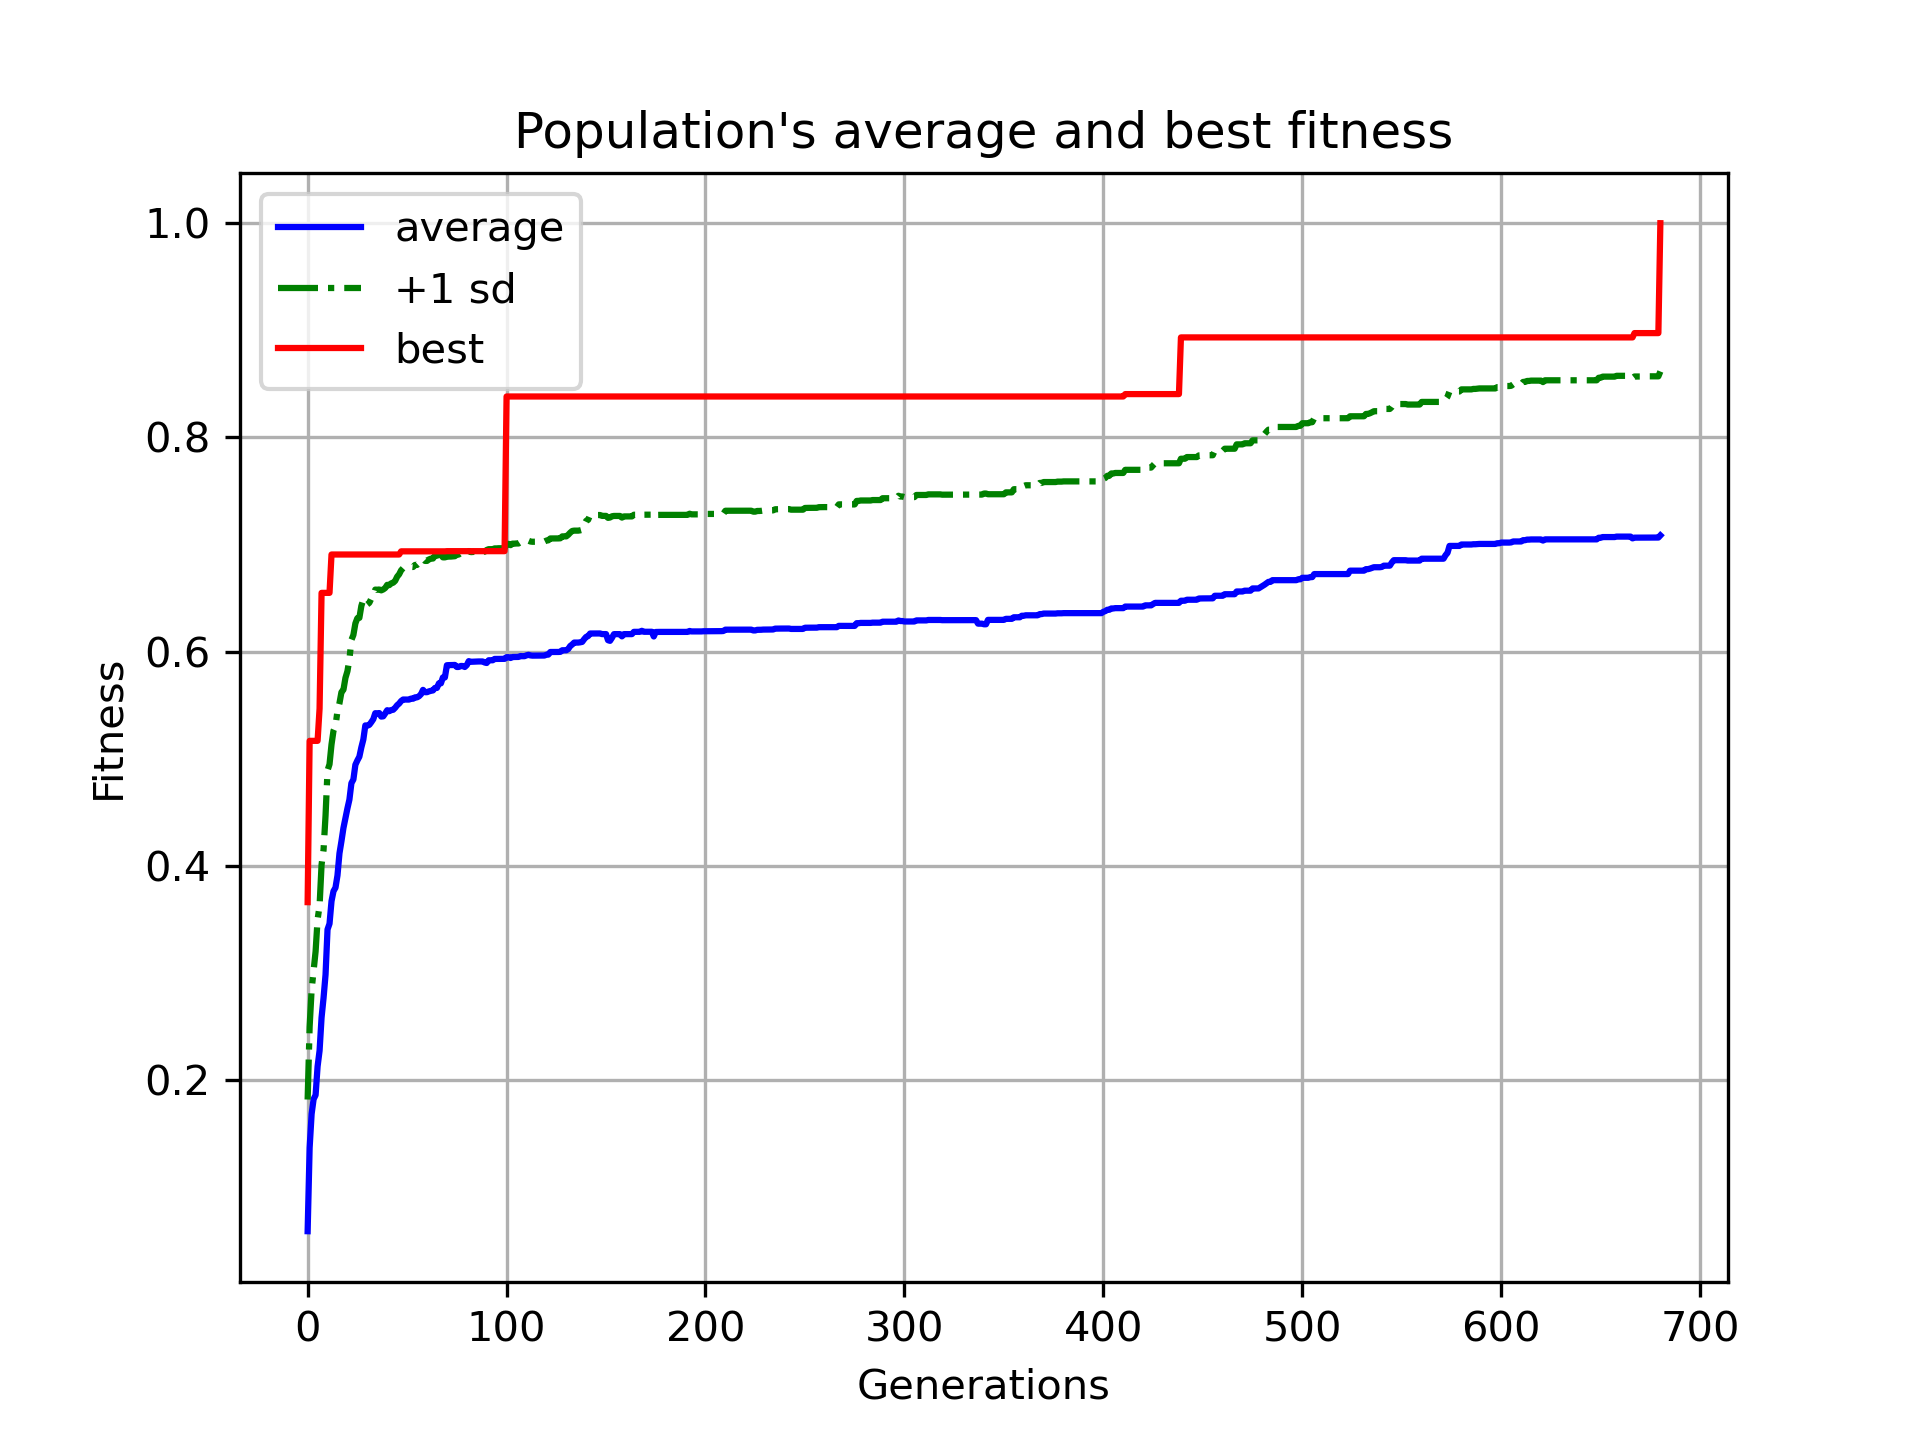 Population's average and best fitness
average
+1 sd
best
1.0
0.8
0.6
0.4
0.2
Fitness
0 100 200 300 400 500 600 700
Generations